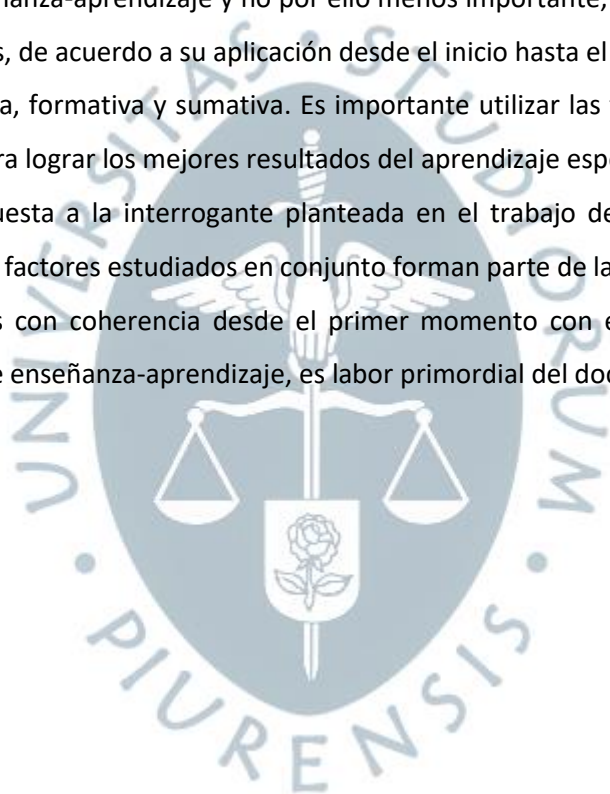 nanza-aprendizaje y no por ello menos importante,
s, de acuerdo a su aplicación desde el inicio hasta el
a, formativa y sumativa. Es importante utilizar las
ra lograr los mejores resultados del aprendizaje esp
uesta a la interrogante planteada en el trabajo de
factores estudiados en conjunto forman parte de la
s con coherencia desde el primer momento con e
e enseñanza-aprendizaje, es labor primordial del doc
UNIVERSITAS • STUDIORUM • PIURENSIS •